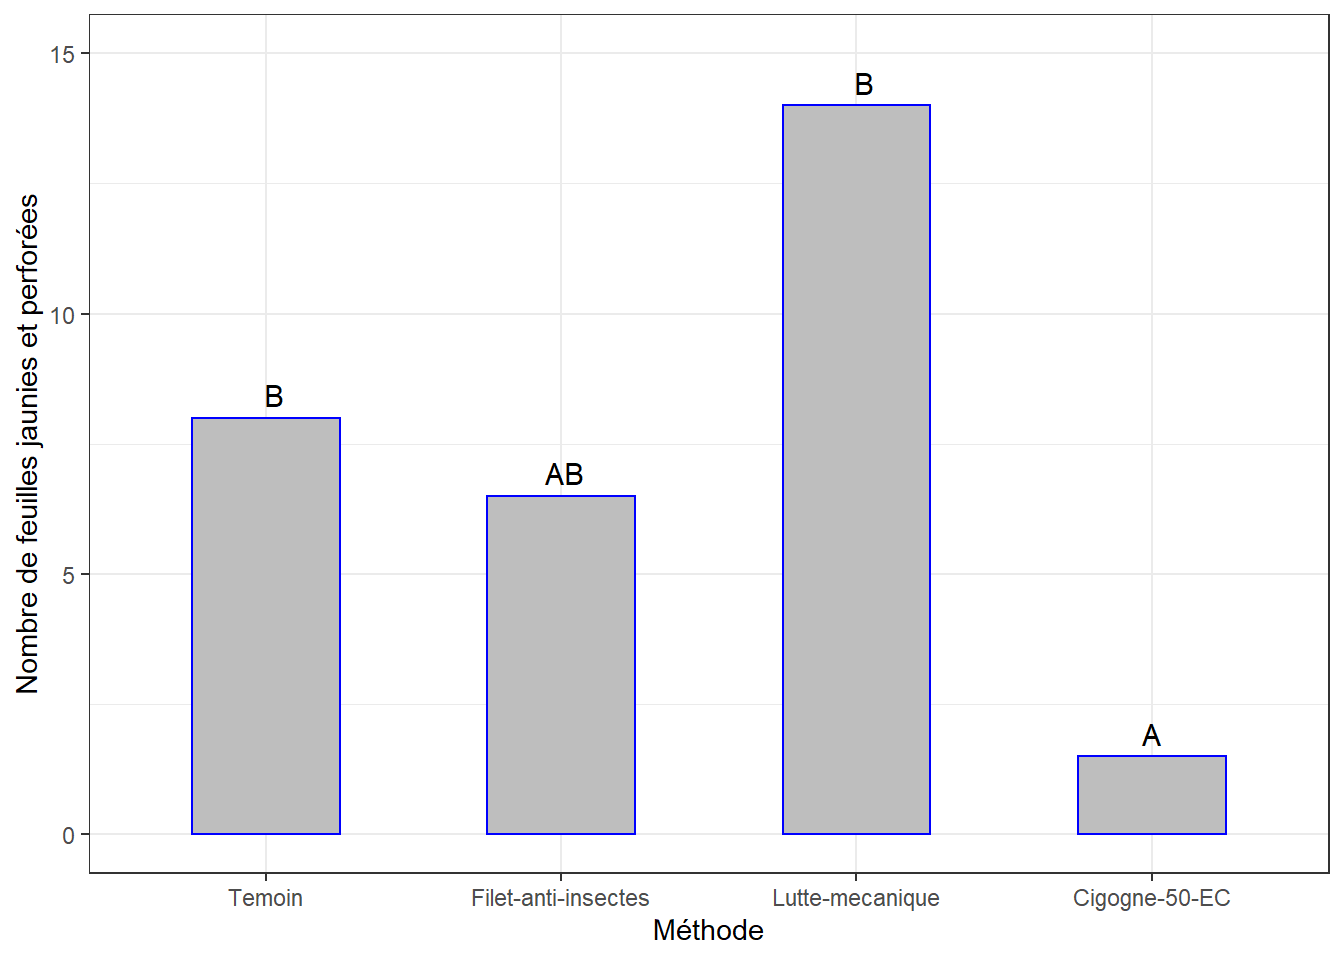 Nombre de feuilles jaunies et perforées
15
10
5
0
B
AB
B
A
Temoin
Filet-anti-insectes
Lutte-mecanique
Cigogne-50-EC
Méthode